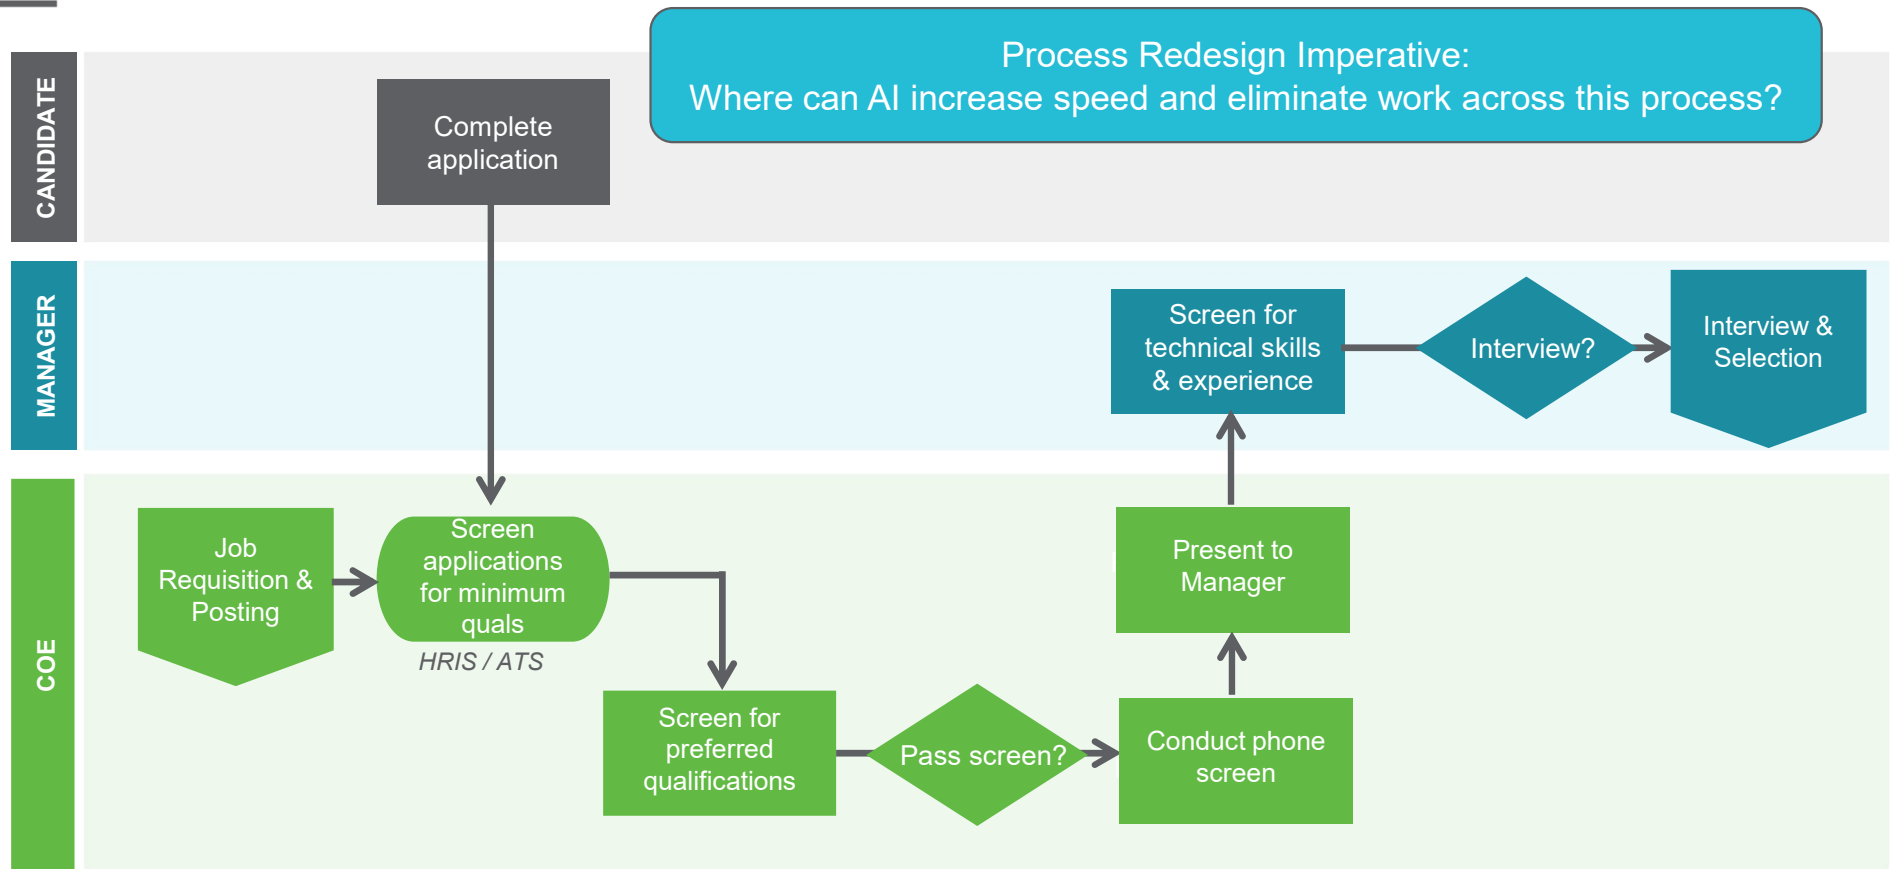 Process Redesign Imperative:
Where can AI increase speed and eliminate work across this process?
CANDIDATE
Complete
application
MANAGER
Screen for
technical skills
& experience
Interview?
Interview &
Selection
COE
Job
Requisition &
Posting
Screen
applications
for minimum
quals
HRIS / ATS
Screen for
preferred
qualifications
Pass screen?
Conduct phone
screen
Present to
Manager